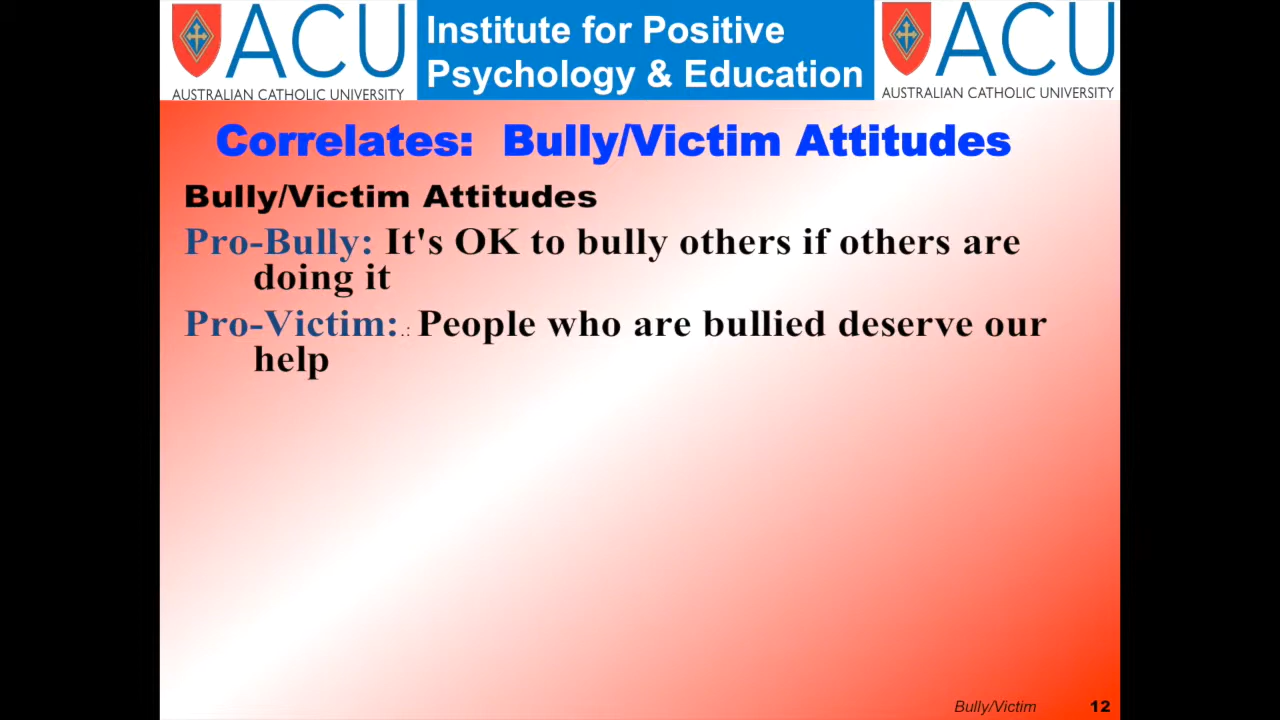 ACU
AUSTRALIAN CATHOLIC UNIVERSITY
Institute for Positive
Psychology & Education
ACU
AUSTRALIAN CATHOLIC UNIVERSITY
Correlates: Bully/Victim Attitudes
Bully/Victim Attitudes
Pro-Bully: It's OK to bully others if others are
doing it
Pro-Victim:.: People who are bullied deserve our
help
Bully/Victim 12